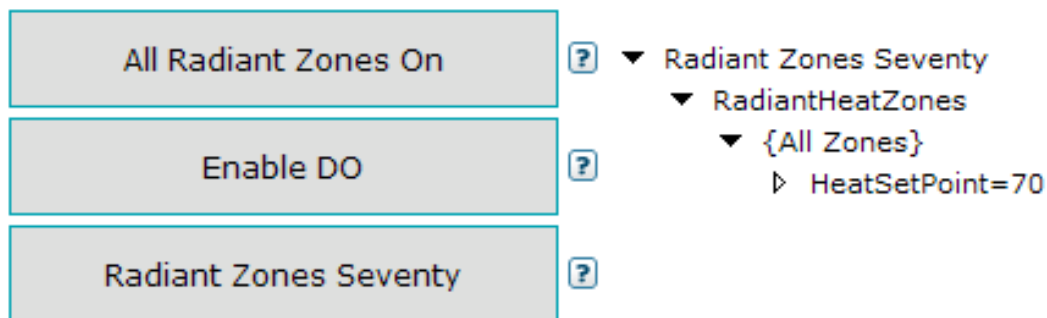 All Radiant Zones On
?
Enable DO
?
Radiant Zones Seventy
?
Radiant Zones Seventy
RadiantHeatZones
{All Zones}
HeatSetPoint=70